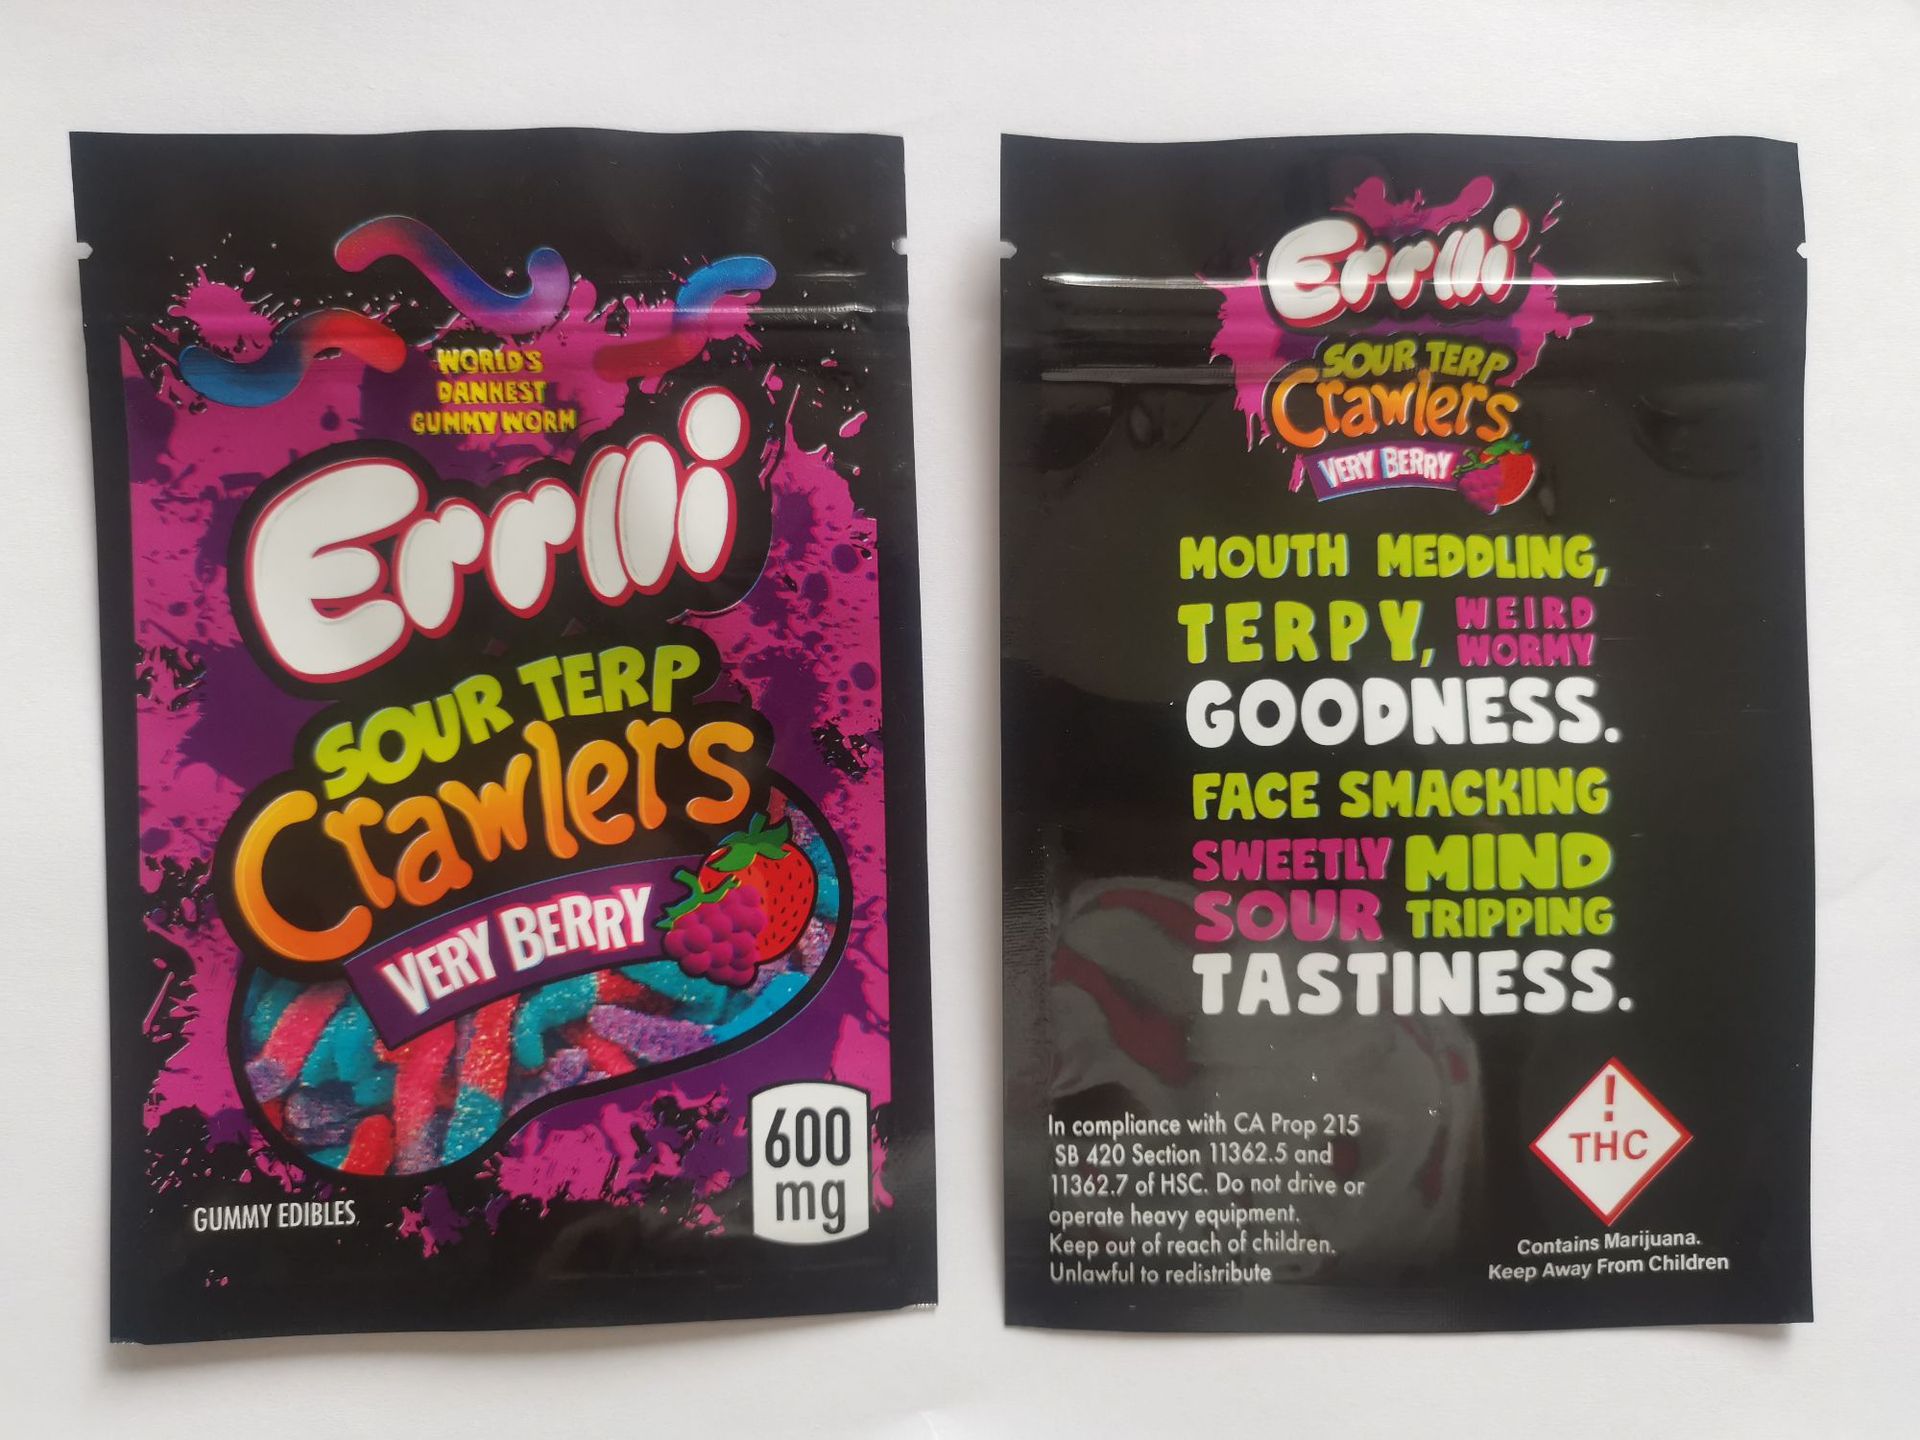 WORLD'S
DANKEST
GUMMY WORM
Errlli
SOUR TERP
Crawlers
VERY BERRY
600
mg
GUMMY EDIBLES
Errlli
SOUR TERP
Crawlers
VERY BERRY
MOUTH MEDDLING,
TERPY, WEIRD WORMY
GOODNESS.
FACE SMACKING
SWEETLY SOUR MIND TRIPPING
TASTINESS.
In compliance with CA Prop 215
SB 420 Section 11362.5 and
11362.7 of HSC. Do not drive or
operate heavy equipment.
Keep out of reach of children.
Unlawful to redistribute
!
THC
Contains Marijuana.
Keep Away From Children